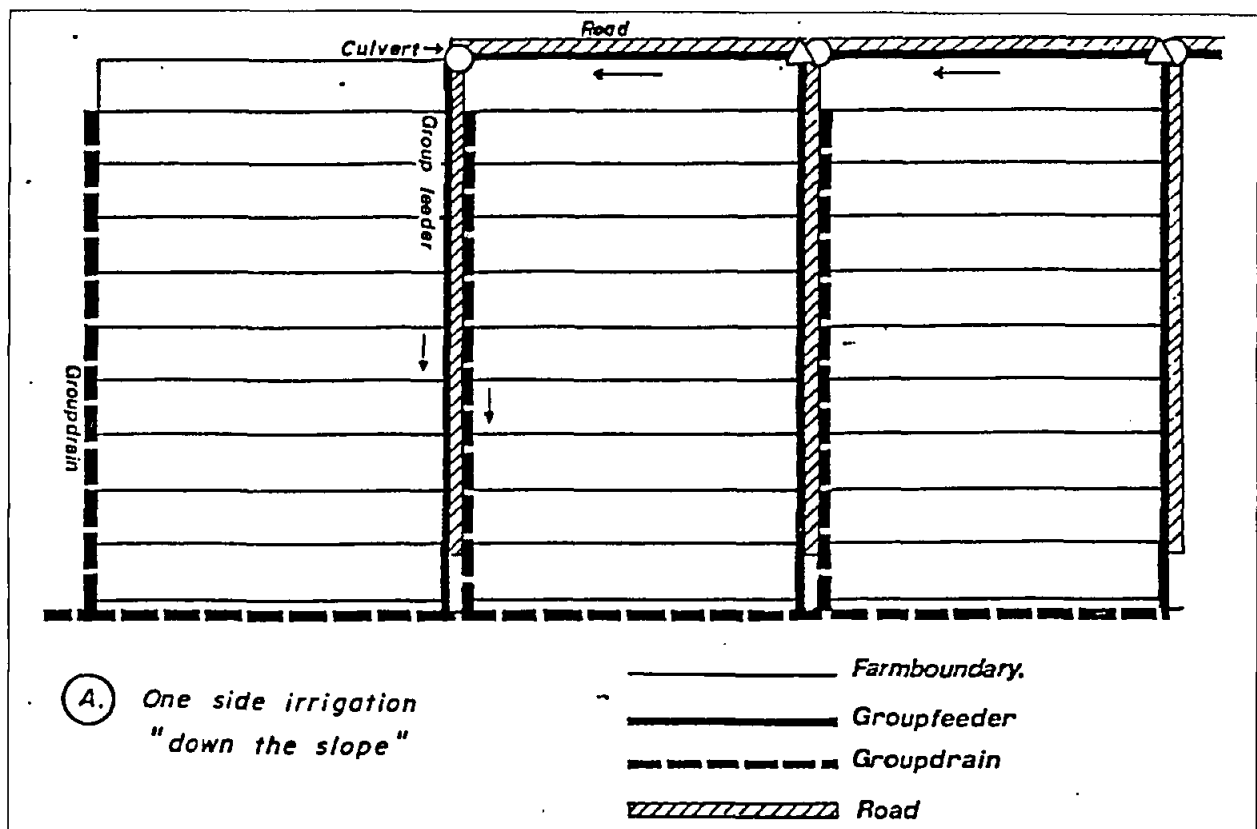 Road
Culvert→
Group feeder
Groupdrain
A. One side irrigation
"down the slope"
Farmboundary.
Groupfeeder
Groupdrain
Road